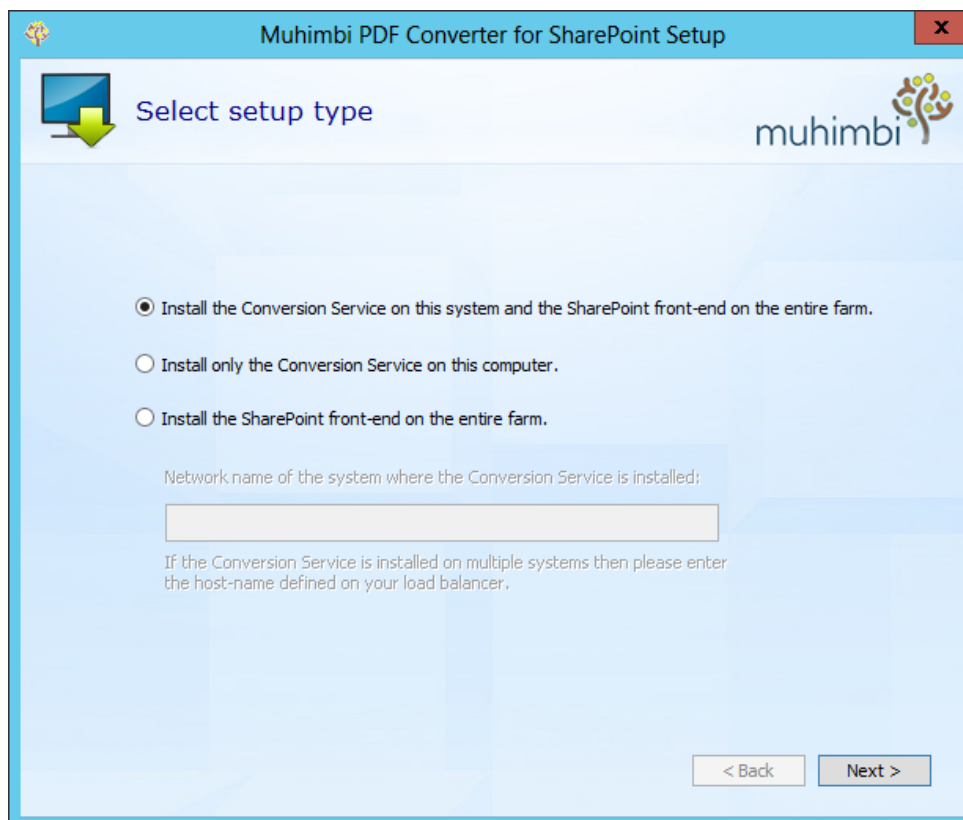 Muhimbi PDF Converter for SharePoint Setup
x
Select setup type
muhimbi
Install the Conversion Service on this system and the SharePoint front-end on the entire farm.
Install only the Conversion Service on this computer.
Install the SharePoint front-end on the entire farm.
Network name of the system where the Conversion Service is installed:
If the Conversion Service is installed on multiple systems then please enter
the host-name defined on your load balancer.
< Back Next >